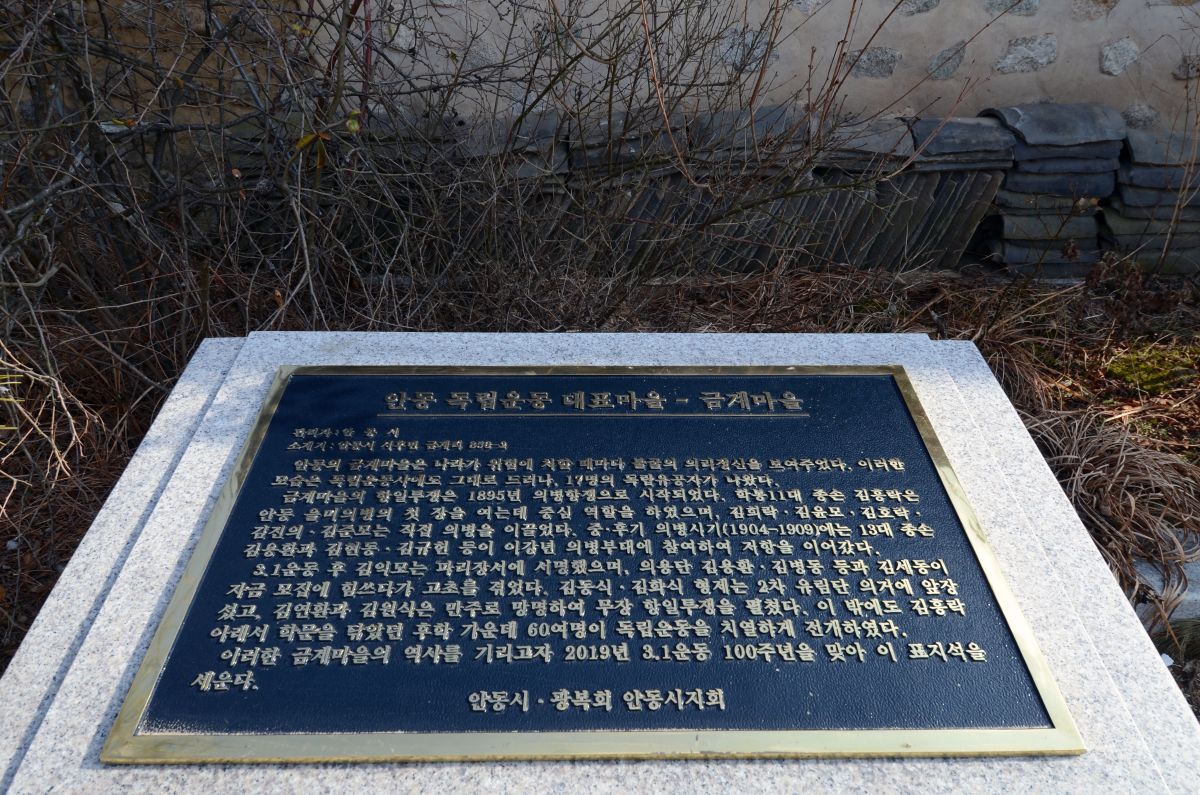 안동 독립운동 대표마을 - 금계마을
관리자 : 안 동 시
소재지 : 안동시 서후면 금계리
안동의 금계마을은 나라가 위험에 처할 때마다 불굴의 의리정신을 보여주었다. 이러한
모습은 독립운동사에도 그대로 드러나, 17명의 독립유공자가 나왔다.
금계마을의 항일투쟁은 1895년 의병항쟁으로 시작되었다. 학봉11대 종손 김흥락은
안동 을미의병의 첫 장을 여는데 중심 역할을 하였으며, 김회락·김윤모·김호락·
김진의·김준모는 직접 의병을 이끌었다. 중·후기 의병시기(1904-1909)에는 13대 종손
김용환과 김현동·김규헌 등이 이강년 의병부대에 참여하여 저항을 이어갔다.
3.1운동 후 김익모는 파리장서에 서명했으며, 의용단 김용환·김병동 등과 김세동이
자금 모집에 힘쓰다가 고초를 겪었다. 김동식·김화식 형제는 2차 유림단 의거에 앞장
섰고, 김연환과 김원식은 만주로 망명하여 무장 항일투쟁을 펼쳤다. 이 밖에도 김흥락
아래서 학문을 닦았던 후학 가운데 60여명이 독립운동을 치열하게 전개하였다.
이러한 금계마을의 역사를 기리고자 2019년 3.1운동 100주년을 맞아 이 표지석을
세운다.
안동시·광복회 안동시지회